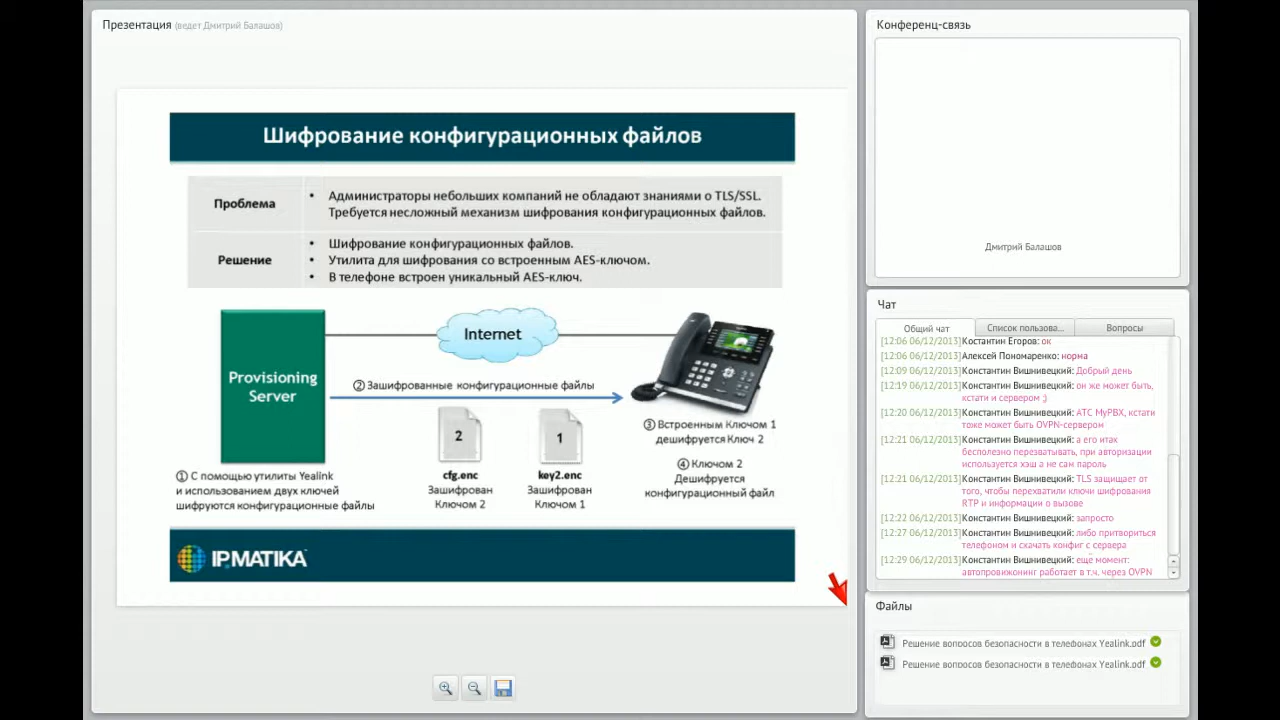 Презентация (ведет Дмитрий Балашов)
Шифрование конфигурационных файлов
Проблема
• Администраторы небольших компаний не обладают знаниями о TLS/SSL.
Требуется несложный механизм шифрования конфигурационных файлов.
Решение
• Шифрование конфигурационных файлов.
• Утилита для шифрования со встроенным AES-ключом.
• В телефоне встроен уникальный AES-ключ.
Internet
Provisioning
Server
② Зашифрованные конфигурационные файлы
2
1
cfg.enc
Зашифрован
Ключом 2
key2.enc
Зашифрован
Ключом 1
① С помощью утилиты Yealink
и использованием двух ключей
шифруются конфигурационные файлы
③ Встроенным Ключом 1
дешифруется Ключ 2
④ Ключом 2
Дешифруется
конфигурационный файл
IPMATIKA
Конференц-связь
Дмитрий Балашов
Чат
Общий чат
Список пользова...
Вопросы
[12:06 06/12/2013] Костантин Егоров: ок
[12:06 06/12/2013] Алексей Пономаренко: норма
[12:09 06/12/2013] Константин Вишнивецкий: Добрый день
[12:19 06/12/2013] Константин Вишнивецкий: он же может быть,
кстати и сервером ;)
[12:20 06/12/2013] Константин Вишнивецкий: АТС MyPBX, кстати
тоже может быть OVPN-сервером
[12:21 06/12/2013] Константин Вишнивецкий: а его итах
бесполезно перезватывать, при авторизации
используется хэш а не сам пароль
[12:21 06/12/2013] Константин Вишнивецкий: TLS защищает от
того, чтобы перехватили ключи шифрования
RTP и информации о вызове
[12:22 06/12/2013] Константин Вишнивецкий: запросто
[12:27 06/12/2013] Константин Вишнивецкий: либо притвориться
телефоном и скачать конфиг с сервера
[12:29 06/12/2013] Константин Вишнивецкий: ещё момент:
автопровижонинг работает в т.ч. через OVPN
Файлы
Решение вопросов безопасности в телефонах Yealink.pdf
Решение вопросов безопасности в телефонах Yealink.pdf